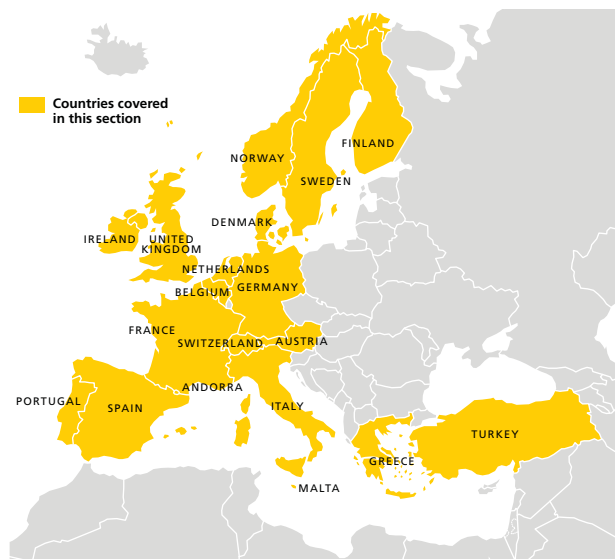 Countries covered
in this section
FINLAND
NORWAY
SWEDEN
DENMARK
IRELAND
UNITED
KINGDOM
NETHERLANDS
BELGIUM
GERMANY
FRANCE
SWITZERLAND
AUSTRIA
ANDORRA
PORTUGAL
SPAIN
ITALY
TURKEY
GREECE
MALTA